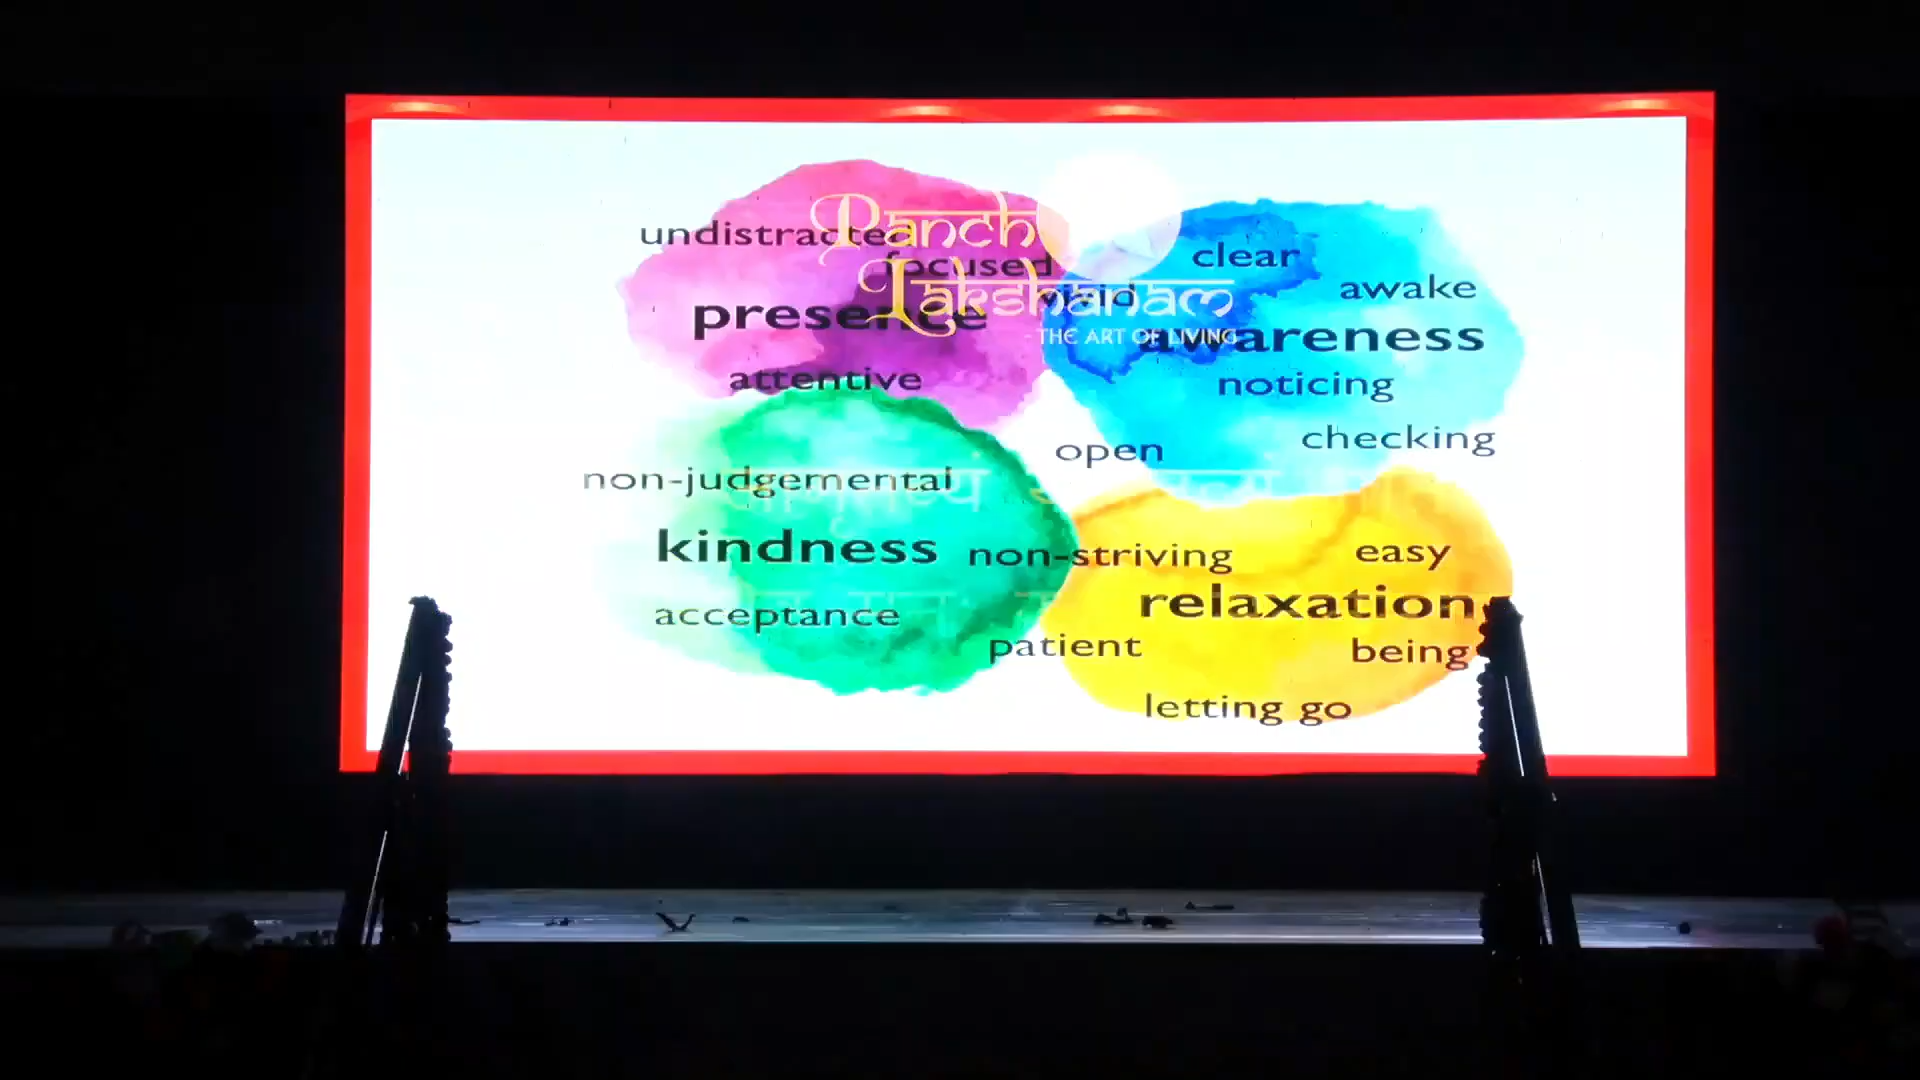 Panch
Lakshanam
- THE ART OF LIVING
undistracted
focused
presence
attentive
clear
vivid
awake
awareness
noticing
checking
open
non-judgemental
kindness
acceptance
non-striving
easy
relaxation
patient
being
letting go